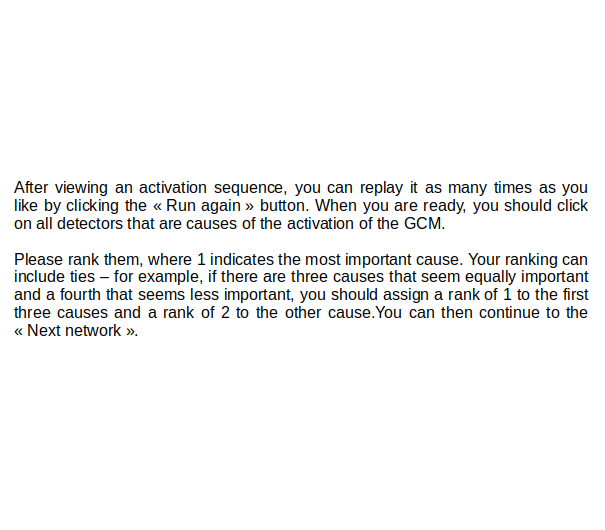 After viewing an activation sequence, you can replay it as many times as you
like by clicking the « Run again » button. When you are ready, you should click
on all detectors that are causes of the activation of the GCM.
Please rank them, where 1 indicates the most important cause. Your ranking can
include ties – for example, if there are three causes that seem equally important
and a fourth that seems less important, you should assign a rank of 1 to the first
three causes and a rank of 2 to the other cause.You can then continue to the
« Next network ».